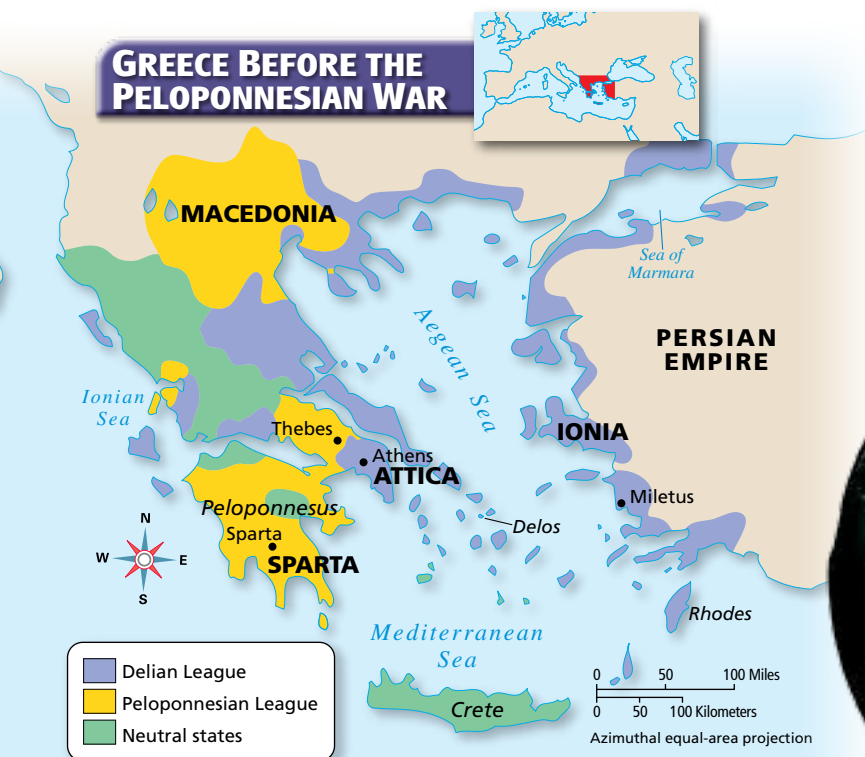 GREECE BEFORE THE
PELOPONNESIAN WAR
MACEDONIA
Sea of
Marmara
Aegean Sea
PERSIAN
EMPIRE
Ionian
Sea
Thebes
IONIA
Athens
ATTICA
Miletus
Peloponnesus
Delos
Sparta
SPARTA
N
W
E
S
Rhodes
Mediterranean
Sea
Delian League
Peloponnesian League
Neutral states
Crete
0 50 100 Miles
0 50 100 Kilometers
Azimuthal equal-area projection